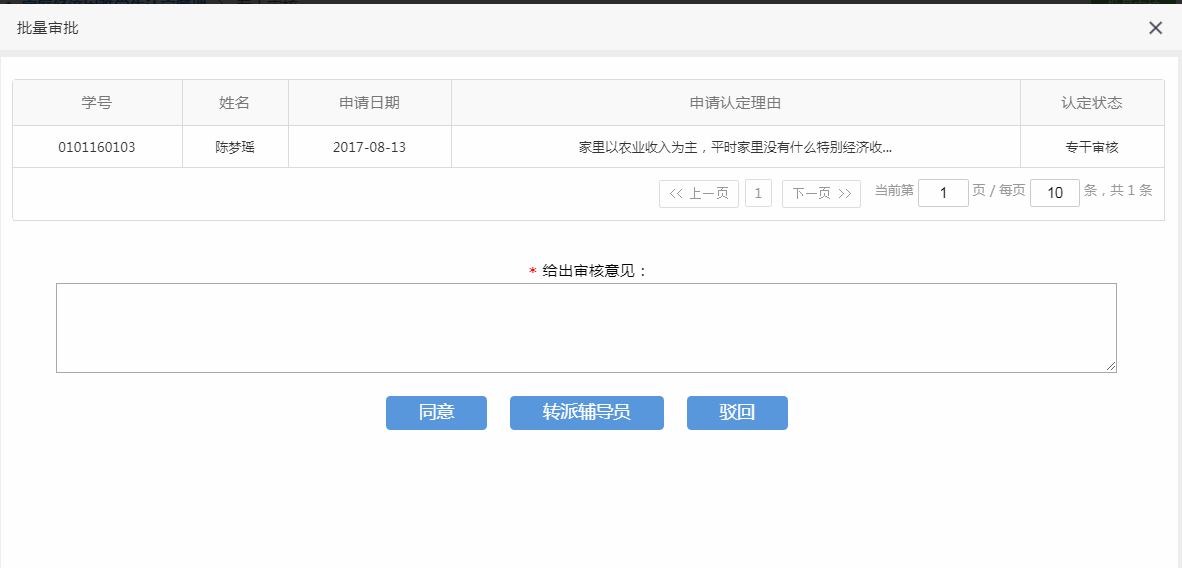 批量审批
学号 姓名 申请日期 申请认定理由 认定状态
0101160103 陈梦瑶 2017-08-13 家里以农业收入为主，平时家里没有什么特别经济收... 专干审核
<< 上一页 1 下一页 >> 当前第 1 页 / 每页 10 条，共 1 条
* 给出审核意见：
同意 转派辅导员 驳回